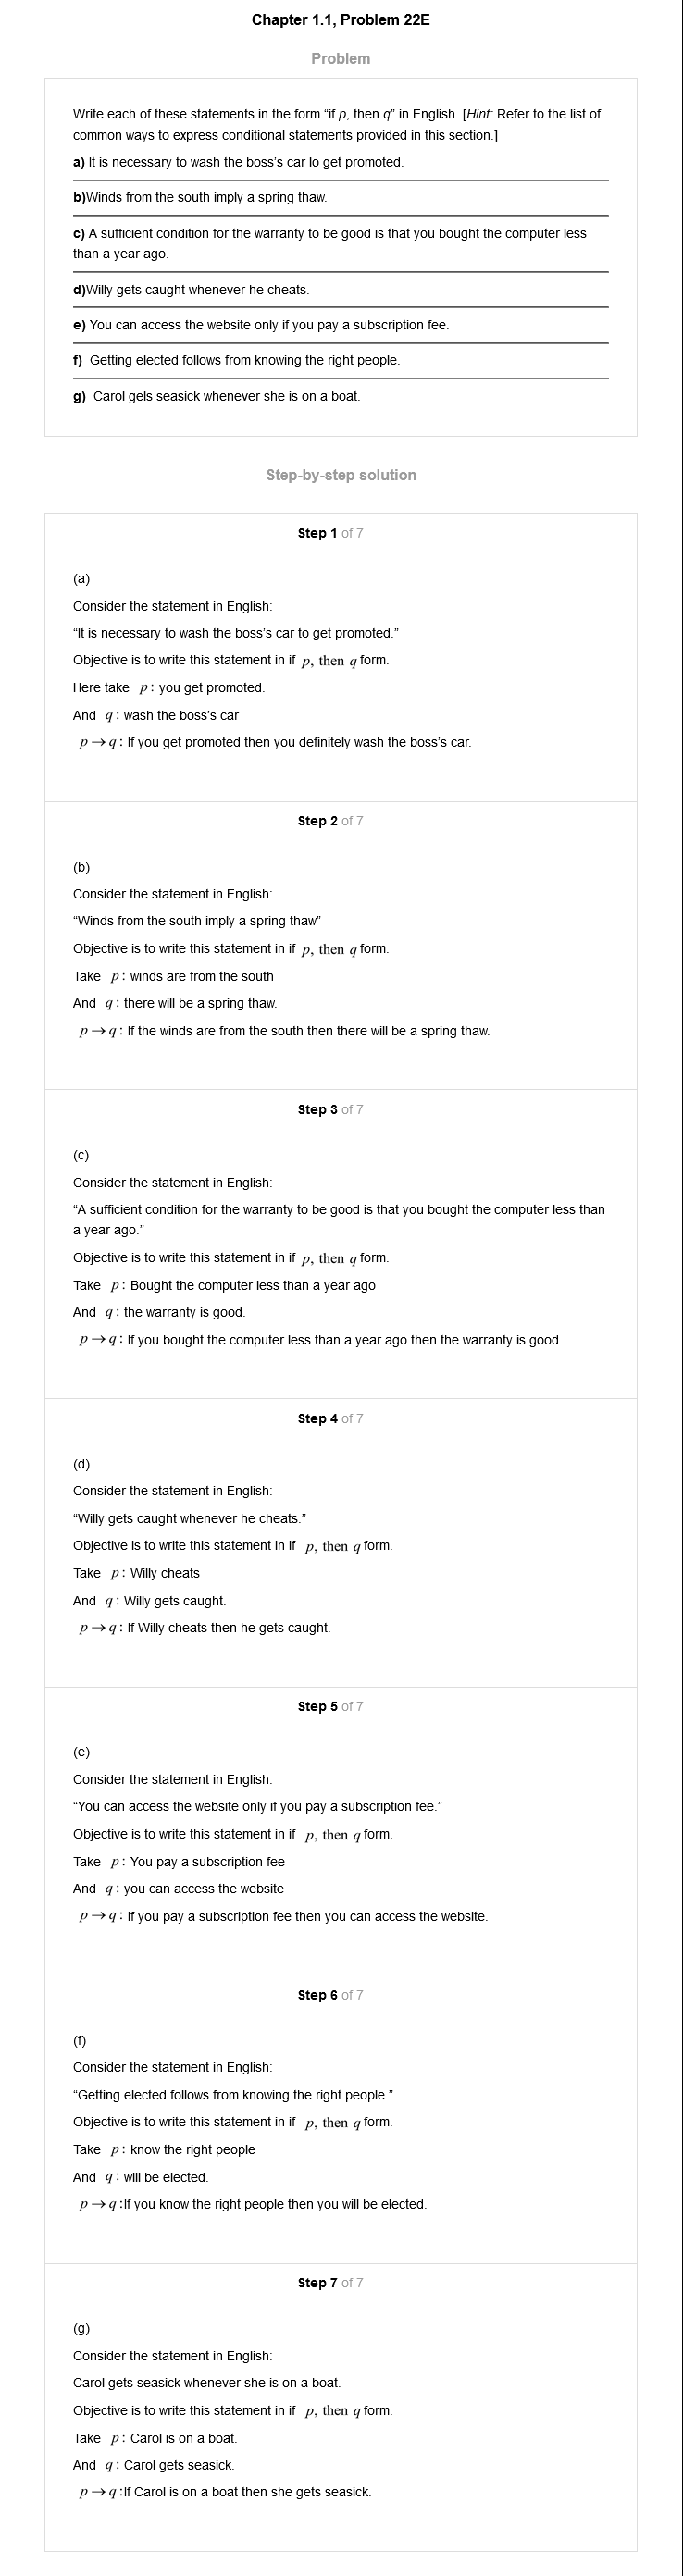 Chapter 1.1, Problem 22E
Problem
Write each of these statements in the form “if p, then q” in English. [Hint: Refer to the list of
common ways to express conditional statements provided in this section.]
a) It is necessary to wash the boss’s car lo get promoted.
b)Winds from the south imply a spring thaw.
c) A sufficient condition for the warranty to be good is that you bought the computer less
than a year ago.
d)Willy gets caught whenever he cheats.
e) You can access the website only if you pay a subscription fee.
f) Getting elected follows from knowing the right people.
g) Carol gels seasick whenever she is on a boat.
Step-by-step solution
Step 1 of 7
(a)
Consider the statement in English:
“It is necessary to wash the boss’s car to get promoted.”
Objective is to write this statement in if p, then q form.
Here take p: you get promoted.
And q: wash the boss’s car
p → q: If you get promoted then you definitely wash the boss’s car.
Step 2 of 7
(b)
Consider the statement in English:
“Winds from the south imply a spring thaw”
Objective is to write this statement in if p, then q form.
Take p: winds are from the south
And q: there will be a spring thaw.
p → q: If the winds are from the south then there will be a spring thaw.
Step 3 of 7
(c)
Consider the statement in English:
“A sufficient condition for the warranty to be good is that you bought the computer less than
a year ago.”
Objective is to write this statement in if p, then q form.
Take p: Bought the computer less than a year ago
And q: the warranty is good.
p → q: If you bought the computer less than a year ago then the warranty is good.
Step 4 of 7
(d)
Consider the statement in English:
“Willy gets caught whenever he cheats.”
Objective is to write this statement in if p, then q form.
Take p: Willy cheats
And q: Willy gets caught.
p → q: If Willy cheats then he gets caught.
Step 5 of 7
(e)
Consider the statement in English:
“You can access the website only if you pay a subscription fee.”
Objective is to write this statement in if p, then q form.
Take p: You pay a subscription fee
And q: you can access the website
p → q: If you pay a subscription fee then you can access the website.
Step 6 of 7
(f)
Consider the statement in English:
“Getting elected follows from knowing the right people.”
Objective is to write this statement in if p, then q form.
Take p: know the right people
And q: will be elected.
p → q:If you know the right people then you will be elected.
Step 7 of 7
(g)
Consider the statement in English:
Carol gets seasick whenever she is on a boat.
Objective is to write this statement in if p, then q form.
Take p: Carol is on a boat.
And q: Carol gets seasick.
p → q:If Carol is on a boat then she gets seasick.